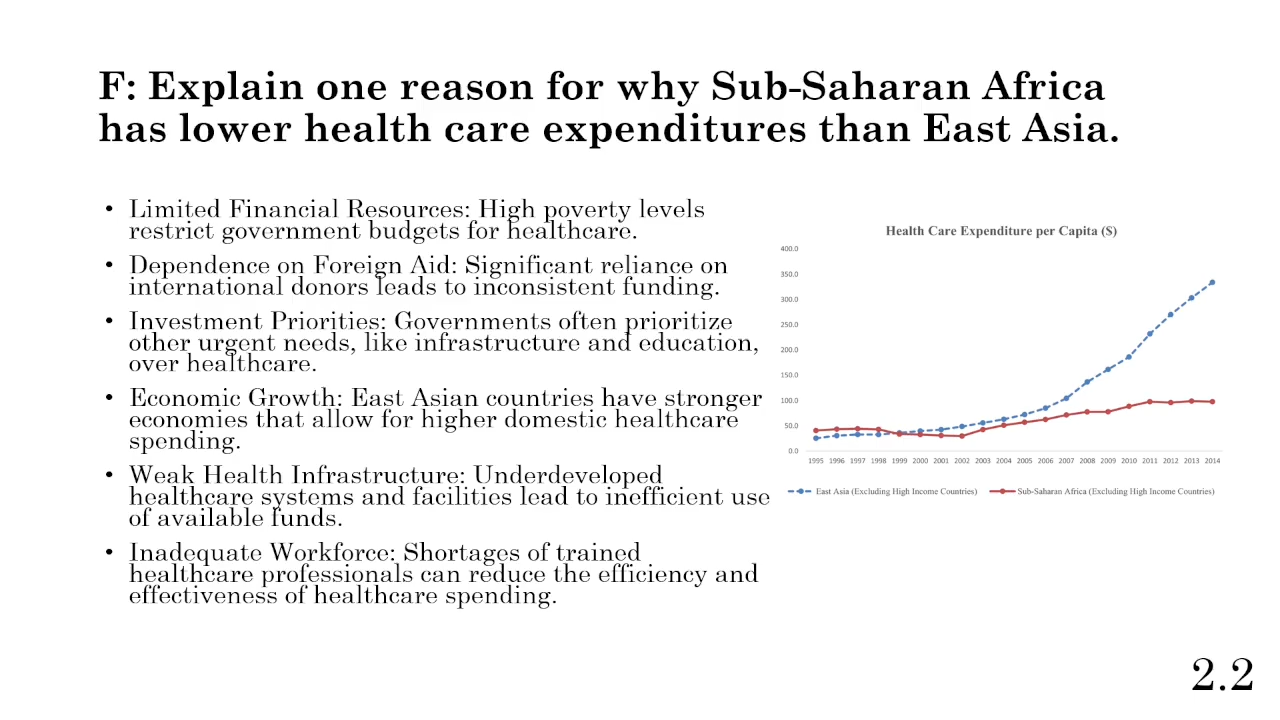 F: Explain one reason for why Sub-Saharan Africa
has lower health care expenditures than East Asia.
• Limited Financial Resources: High poverty levels
restrict government budgets for healthcare.
• Dependence on Foreign Aid: Significant reliance on
international donors leads to inconsistent funding.
• Investment Priorities: Governments often prioritize
other urgent needs, like infrastructure and education,
over healthcare.
• Economic Growth: East Asian countries have stronger
economies that allow for higher domestic healthcare
spending.
• Weak Health Infrastructure: Underdeveloped
healthcare systems and facilities lead to inefficient use
of available funds.
• Inadequate Workforce: Shortages of trained
healthcare professionals can reduce the efficiency and
effectiveness of healthcare spending.
Health Care Expenditure per Capita ($)
400.0
350.0
300.0
250.0
200.0
150.0
100.0
50.0
0.0
1995 1996 1997 1998 1999 2000 2001 2002 2003 2004 2005 2006 2007 2008 2009 2010 2011 2012 2013 2014
East Asia (Excluding High Income Countries) Sub-Saharan Africa (Excluding High Income Countries)
2.2